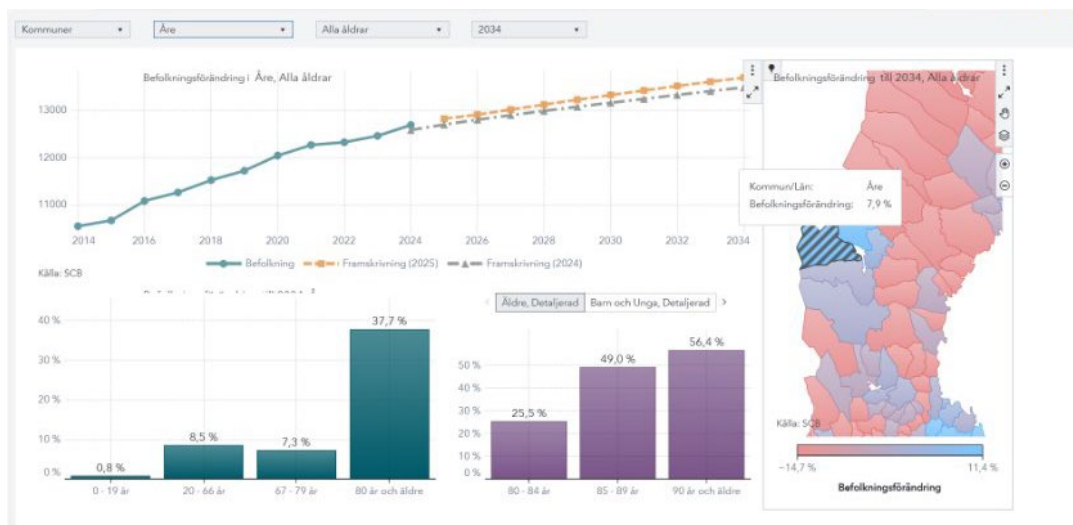 Kommuner
Åre
Alla åldrar
2034
Befolkningsförändring i Åre, Alla åldrar
13000
12000
11000
2014
2016
2018
2020
2022
2024
2026
2028
2030
2032
2034
Befolkning
Framskrivning (2025)
Framskrivning (2024)
Källa: SCB
40 %
30 %
20 %
10 %
0 %
0,8 %
8,5 %
7,3 %
37,7 %
0 - 19 år
20 - 66 år
67 - 79 år
80 år och äldre
Äldre, Detaljerad
Barn och Unga, Detaljerad
50 %
40 %
30 %
20 %
10 %
0 %
25,5 %
49,0 %
56,4 %
80 - 84 år
85 - 89 år
90 år och äldre
Befolkningsförändring till 2034, Alla åldrar
Kommun/Län: Åre
Befolkningsförändring: 7,9 %
Källa: SCB
−14,7 %
11,4 %
Befolkningsförändring